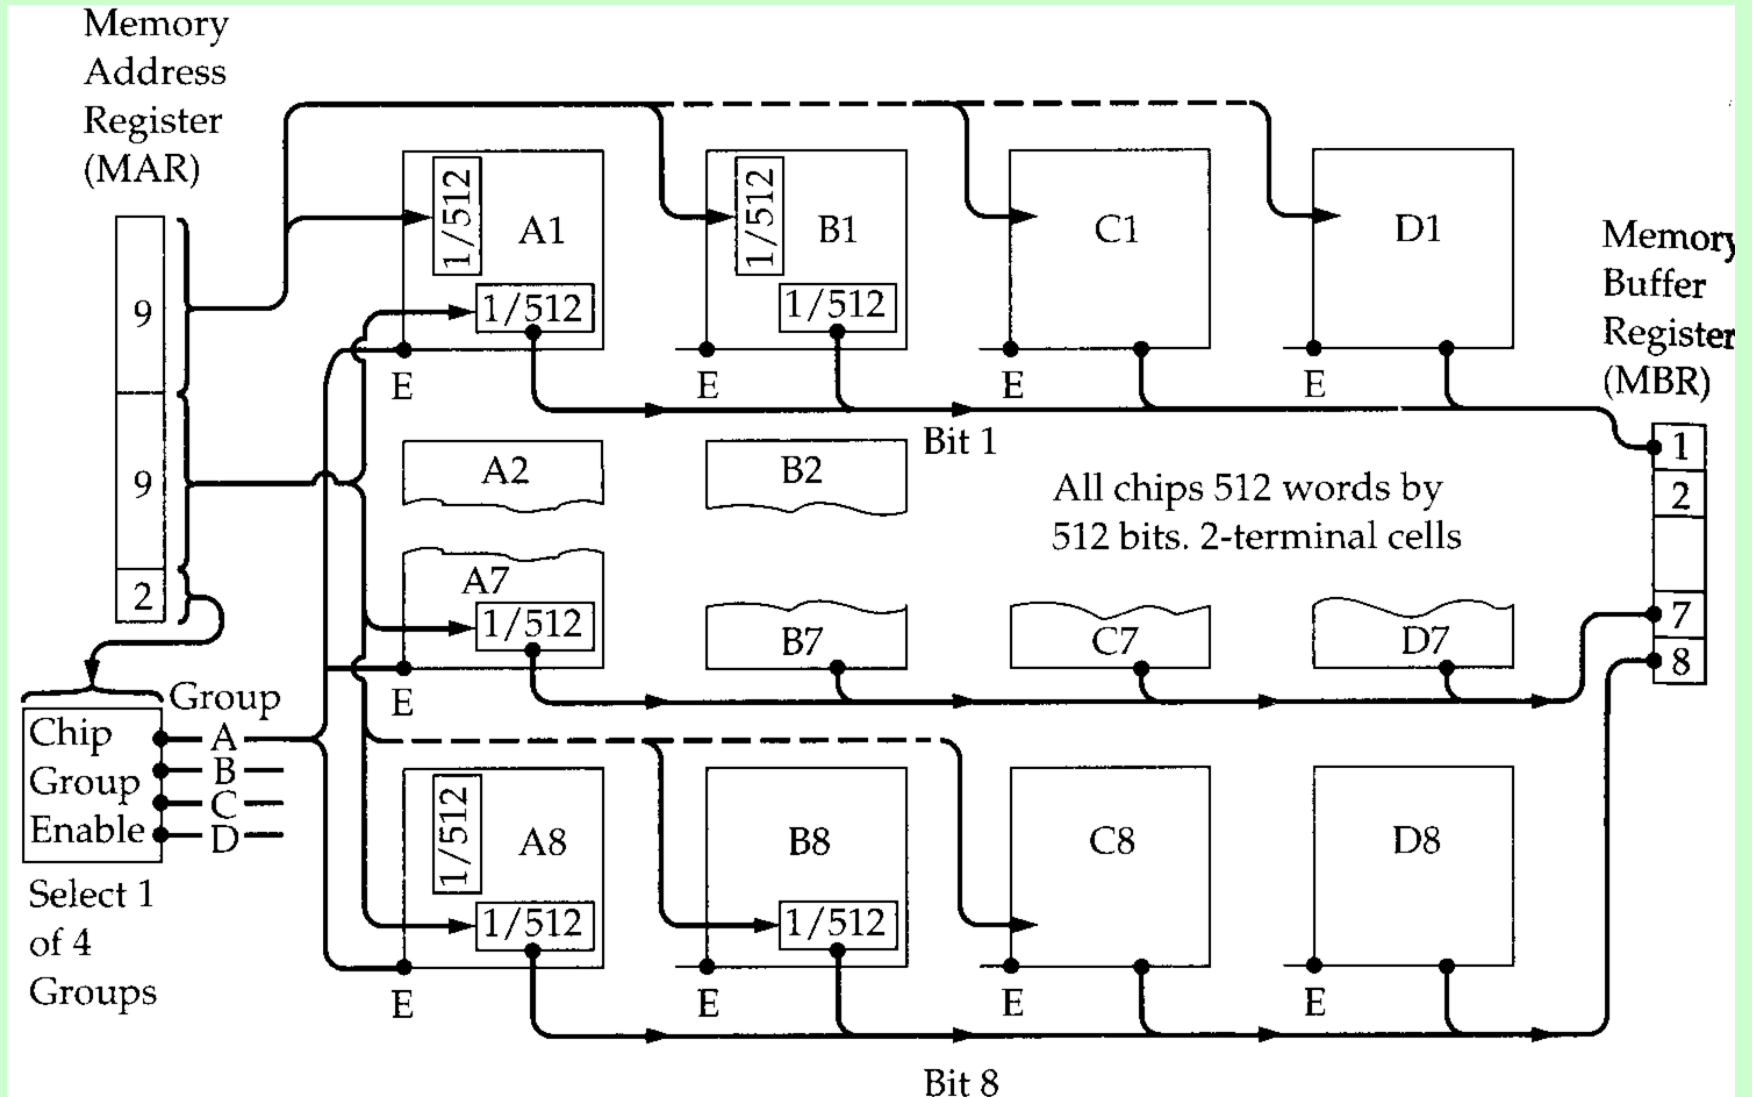 Memory
Address
Register
(MAR)
9
9
2
Chip
Group
Enable
Group
A
B
C
D
Select 1
of 4
Groups
1/512
A1
1/512
E
1/512
B1
1/512
E
C1
E
D1
E
Bit 1
A2
B2
All chips 512 words by
512 bits. 2-terminal cells
A7
1/512
E
B7
C7
D7
1/512
A8
1/512
E
B8
1/512
E
C8
E
D8
E
Bit 8
Memory
Buffer
Register
(MBR)
1
2
7
8